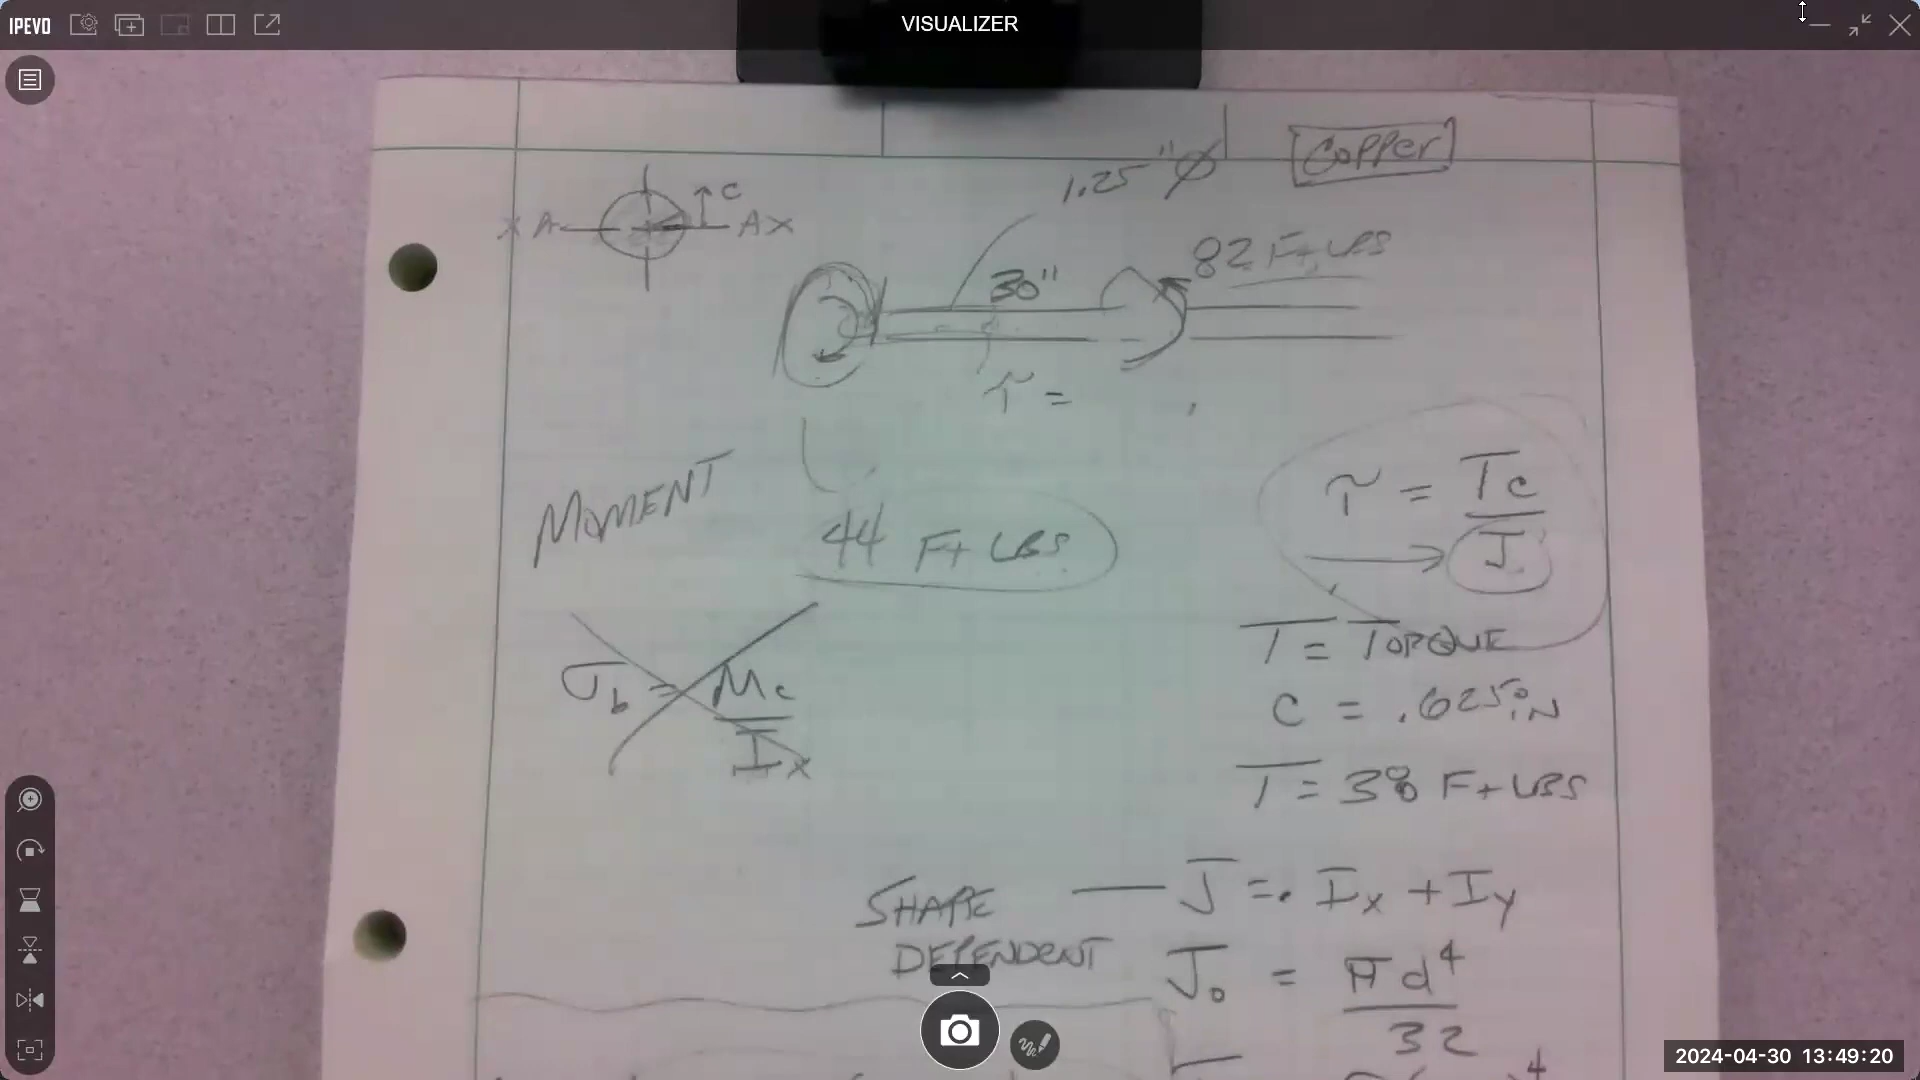 IPEVO
VISUALIZER
COPPER
1.25" Ø
C
X A
A X
82 Ft LBS
30"
τ =
MOMENT
44 Ft LBS
τ = Tc
J
T = TORQUE
σb = Mc
Ix
C = .625 in
T = 38 Ft LBS
SHAPE
DEPENDENT
J = Ix + Iy
Jo = πd⁴
32
4
2024-04-30 13:49:20